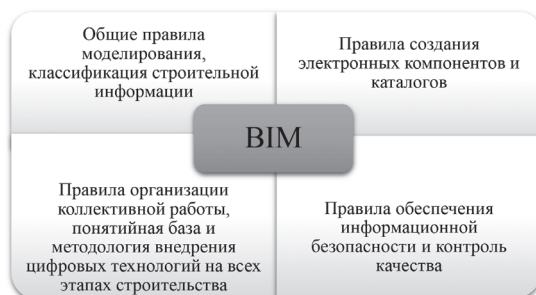 Общие правила
моделирования,
классификация строительной
информации
Правила создания
электронных компонентов и
каталогов
BIM
Правила организации
коллективной работы,
понятийная база и
методология внедрения
цифровых технологий на всех
этапах строительства
Правила обеспечения
информационной
безопасности и контроль
качества